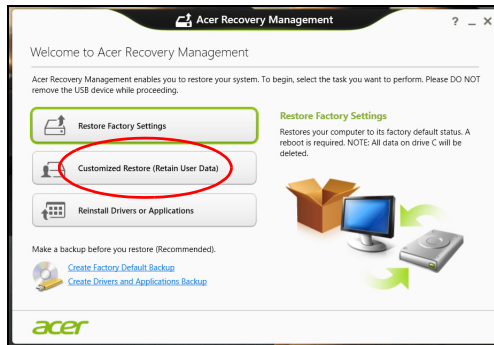 Acer Recovery Management
? _ X
Welcome to Acer Recovery Management
Acer Recovery Management enables you to restore your system. To begin, select the task you want to perform. Please DO NOT
remove the USB device while proceeding.
Restore Factory Settings
Customized Restore (Retain User Data)
Reinstall Drivers or Applications
Restore Factory Settings
Restores your computer to its factory default status. A
reboot is required. NOTE: All data on drive C will be
deleted.
Make a backup before you restore (Recommended).
Create Factory Default Backup
Create Drivers and Applications Backup
acer